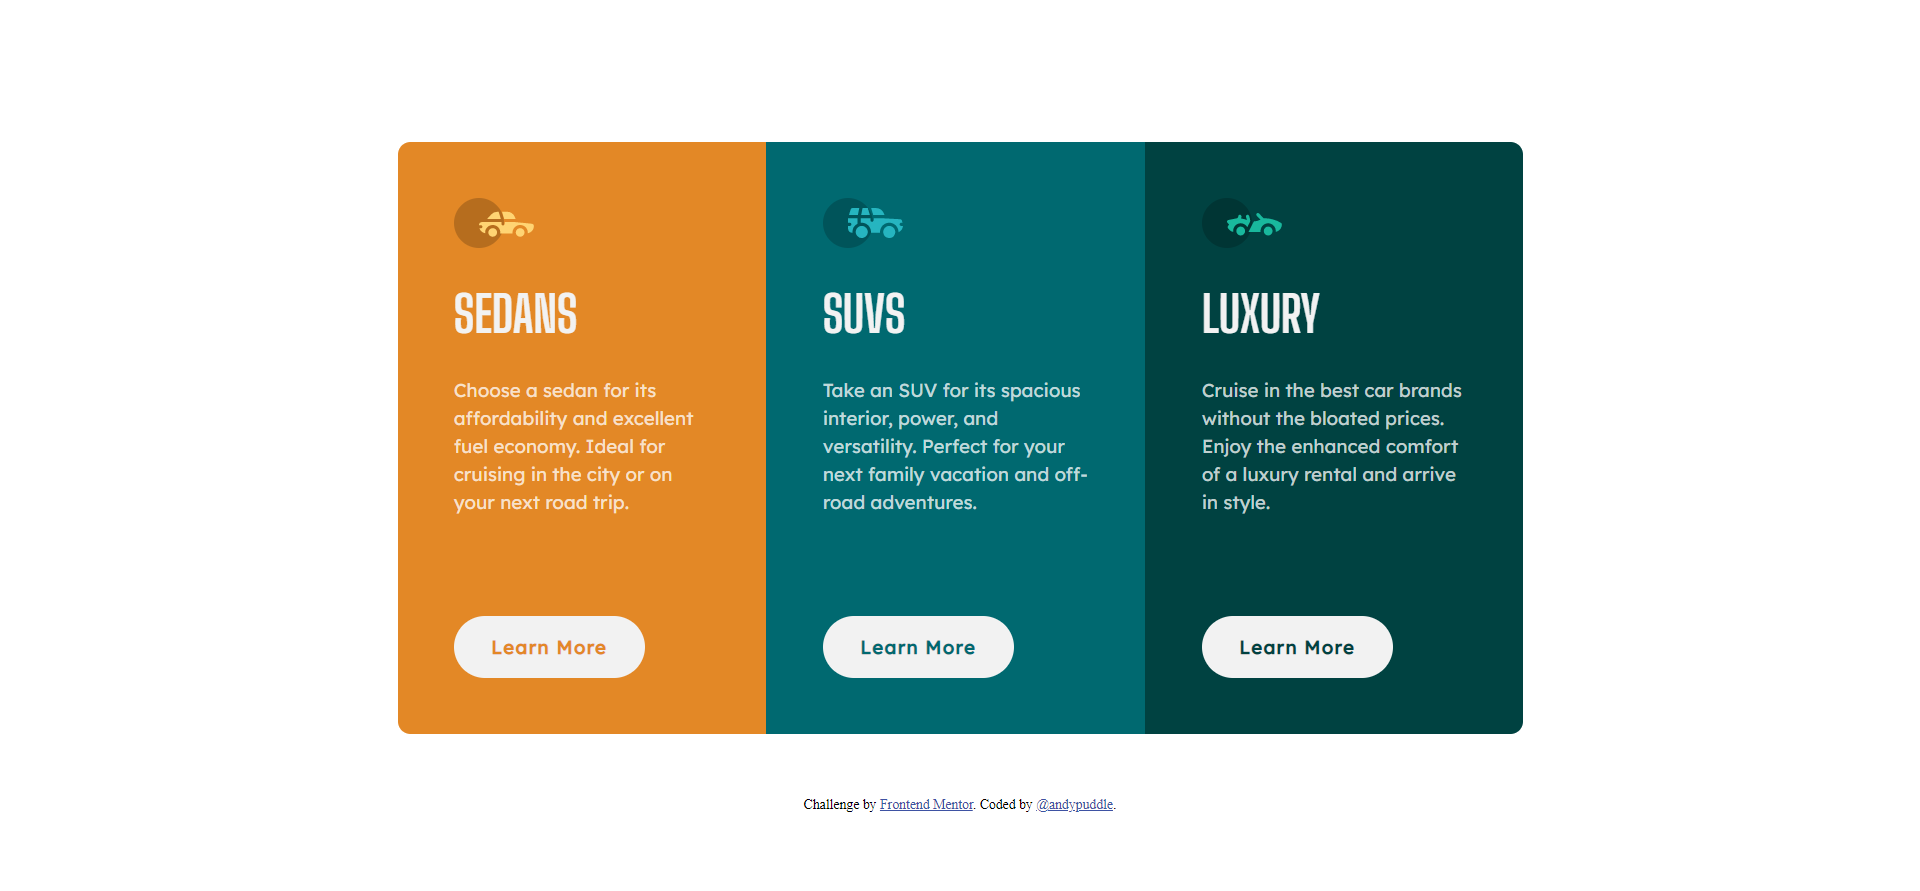 SEDANS
Choose a sedan for its
affordability and excellent
fuel economy. Ideal for
cruising in the city or on
your next road trip.
Learn More
SUVS
Take an SUV for its spacious
interior, power, and
versatility. Perfect for your
next family vacation and off-
road adventures.
Learn More
LUXURY
Cruise in the best car brands
without the bloated prices.
Enjoy the enhanced comfort
of a luxury rental and arrive
in style.
Learn More
Challenge by Frontend Mentor. Coded by @andypuddle.